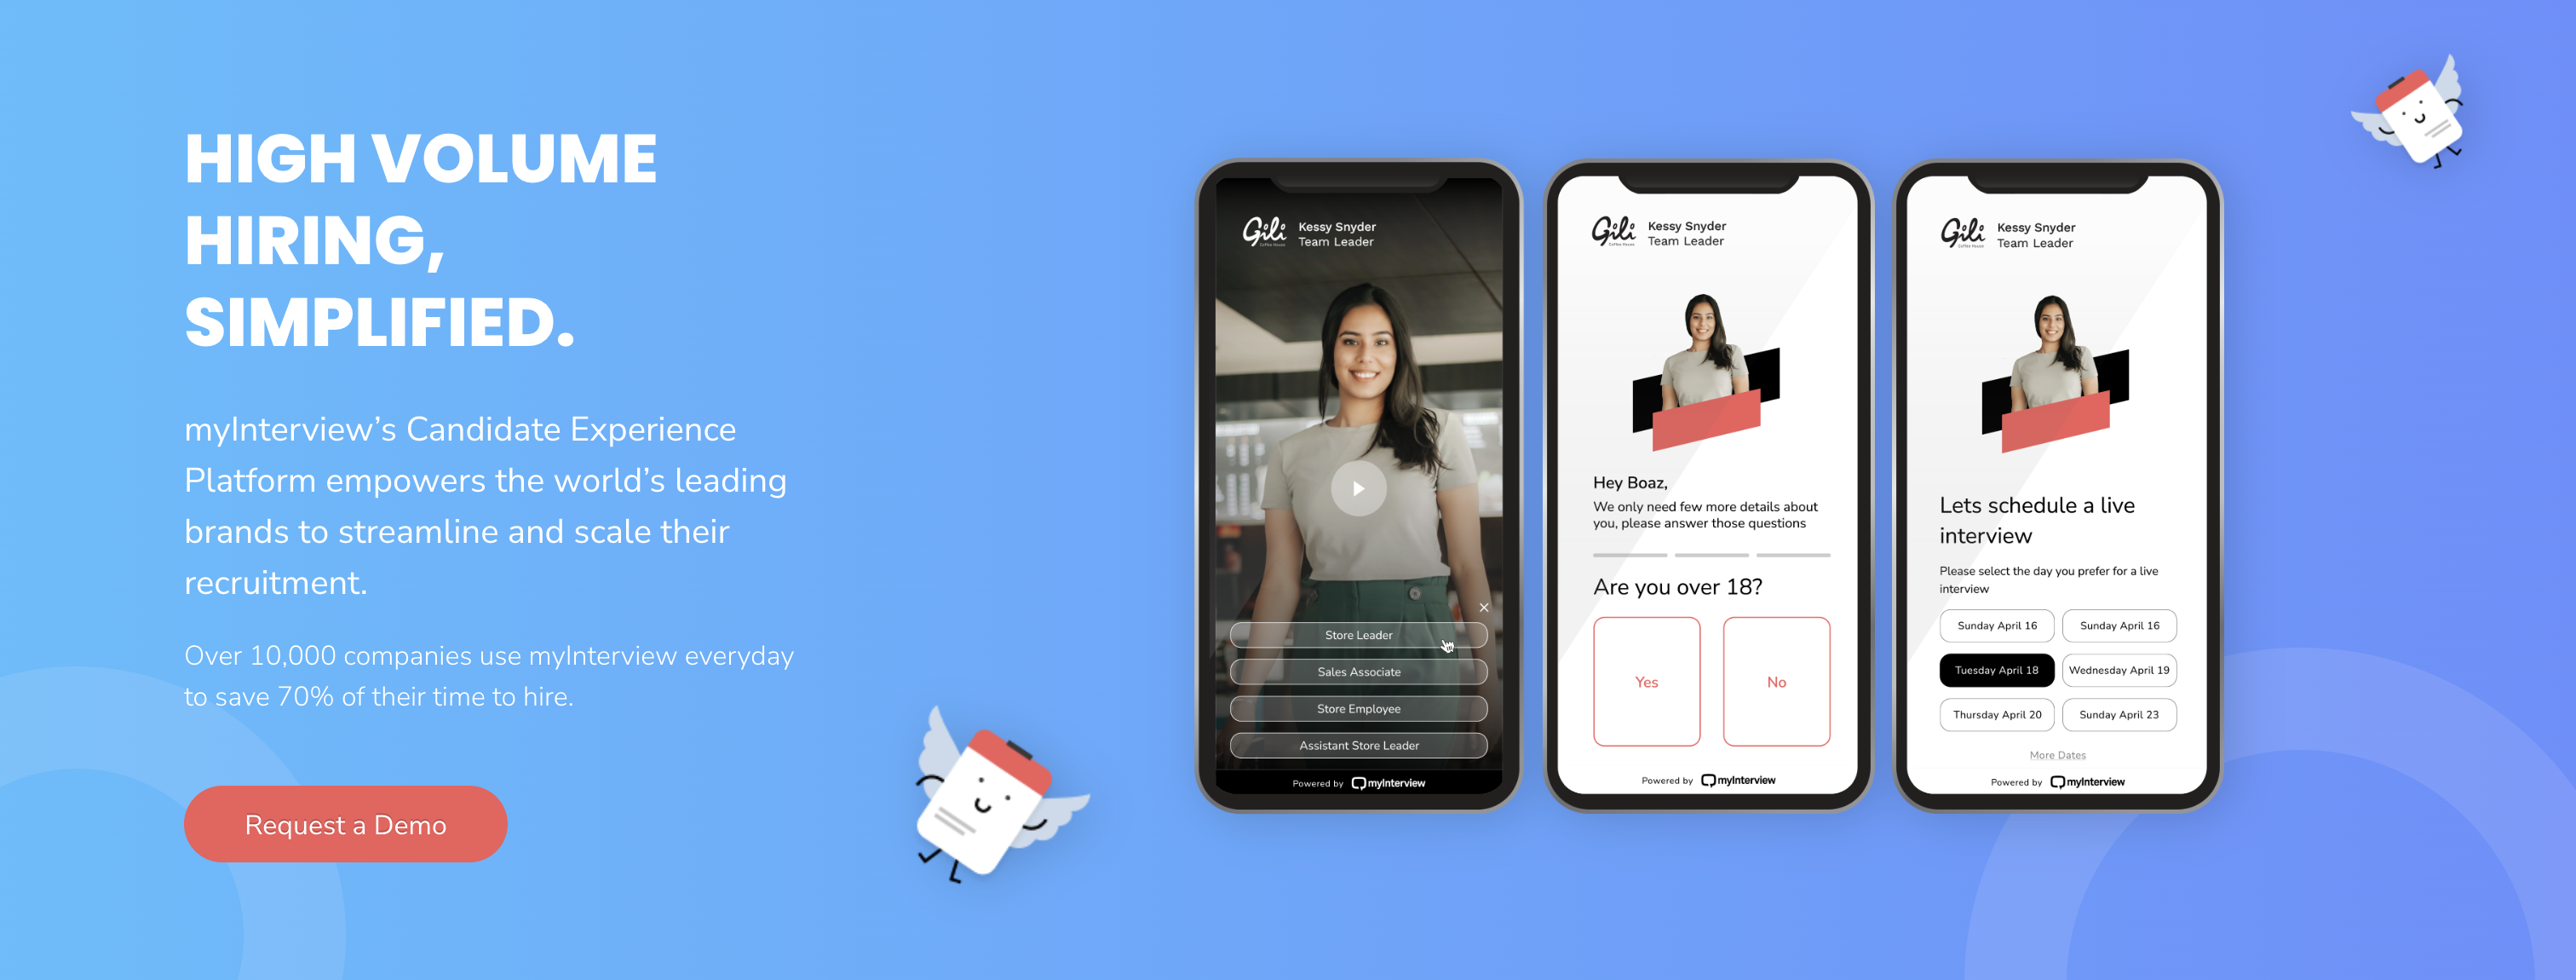 HIGH VOLUME
HIRING,
SIMPLIFIED.
myInterview’s Candidate Experience
Platform empowers the world’s leading
brands to streamline and scale their
recruitment.
Over 10,000 companies use myInterview everyday
to save 70% of their time to hire.
Request a Demo
Gili
Coffee House
Kessy Snyder
Team Leader
Store Leader
Sales Associate
Store Employee
Assistant Store Leader
Powered by myInterview
Gili
Coffee House
Kessy Snyder
Team Leader
Hey Boaz,
We only need few more details about
you, please answer those questions
Are you over 18?
Yes No
Powered by myInterview
Gili
Coffee House
Kessy Snyder
Team Leader
Lets schedule a live
interview
Please select the day you prefer for a live
interview
Sunday April 16 Sunday April 16
Tuesday April 18 Wednesday April 19
Thursday April 20 Sunday April 23
More Dates
Powered by myInterview